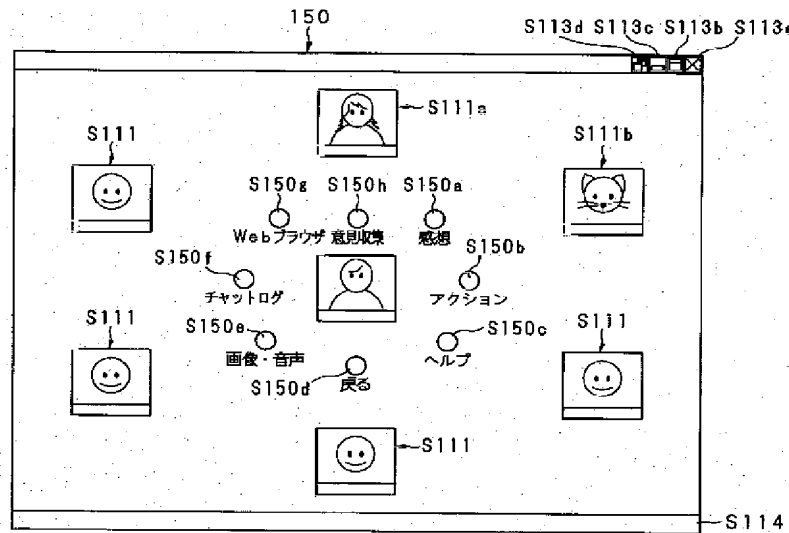 150
S113d S113c S113b S113a
S111a
S111
S111b
S150g S150h S150a
Webブラウザ 意見収集 感想
S150b
S150f
チャットログ
アクション
S111
S150e
S150c
S111
画像・音声
ヘルプ
S150d
戻る
S111
S114